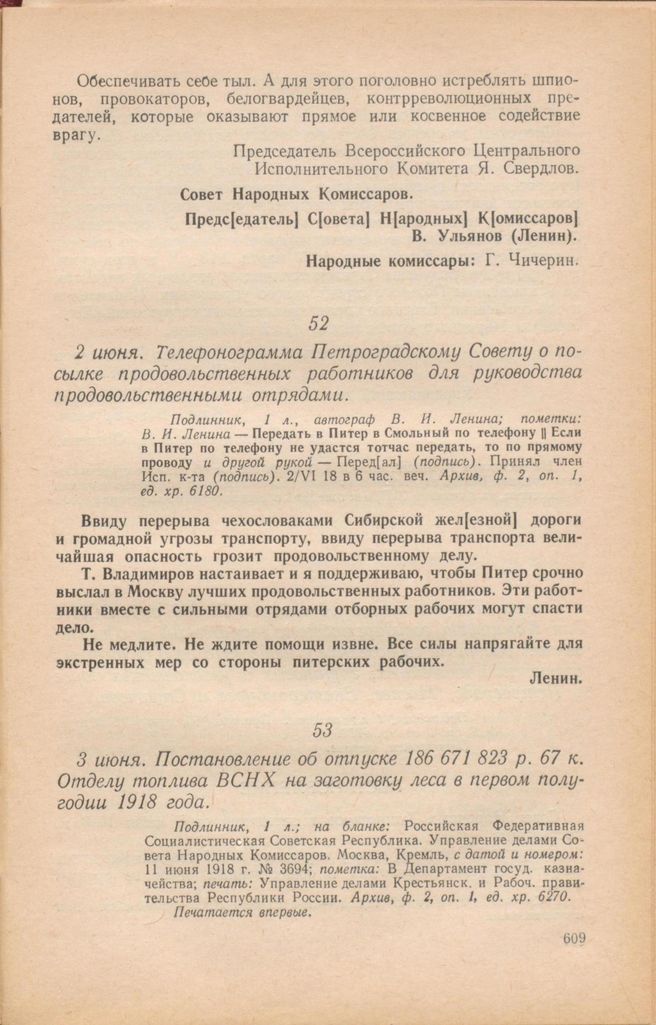 Обеспечивать себе тыл. А для этого поголовно истреблять шпио-
нов, провокаторов, белогвардейцев, контрреволюционных пре-
дателей, которые оказывают прямое или косвенное содействие
врагу.
Председатель Всероссийского Центрального
Исполнительного Комитета Я. Свердлов.
Совет Народных Комиссаров.
Предс[едатель] С[овета] Н[ародных] К[омиссаров]
В. Ульянов (Ленин).
Народные комиссары: Г. Чичерин.
52
2 июня. Телефонограмма Петроградскому Совету о по-
сылке продовольственных работников для руководства
продовольственными отрядами.
Подлинник, 1 л., автограф В. И. Ленина; пометки:
В. И. Ленина — Передать в Питер в Смольный по телефону || Если
в Питер по телефону не удастся тотчас передать, то по прямому
проводу и другой рукой — Перед[ал] (подпись). Принял член
Исп. к-та (подпись). 2/VI 18 в 6 час. веч. Архив, ф. 2, оп. 1,
ед. хр. 6180.
Ввиду перерыва чехословаками Сибирской жел[езной] дороги
и громадной угрозы транспорту, ввиду перерыва транспорта вели-
чайшая опасность грозит продовольственному делу.
Т. Владимиров настаивает и я поддерживаю, чтобы Питер срочно
выслал в Москву лучших продовольственных работников. Эти работ-
ники вместе с сильными отрядами отборных рабочих могут спасти
дело.
Не медлите. Не ждите помощи извне. Все силы напрягайте для
экстренных мер со стороны питерских рабочих.
Ленин.
53
3 июня. Постановление об отпуске 186 671 823 р. 67 к.
Отделу топлива ВСНХ на заготовку леса в первом полу-
годии 1918 года.
Подлинник, 1 л.; на бланке: Российская Федеративная
Социалистическая Советская Республика. Управление делами Со-
вета Народных Комиссаров. Москва, Кремль, с датой и номером:
11 июня 1918 г. № 3694; пометка: В Департамент госуд. казна-
чейства; печать: Управление делами Крестьянск. и Рабоч. прави-
тельства Республики России. Архив, ф. 2, оп. 1, ед. хр. 6270.
Печатается впервые.
609